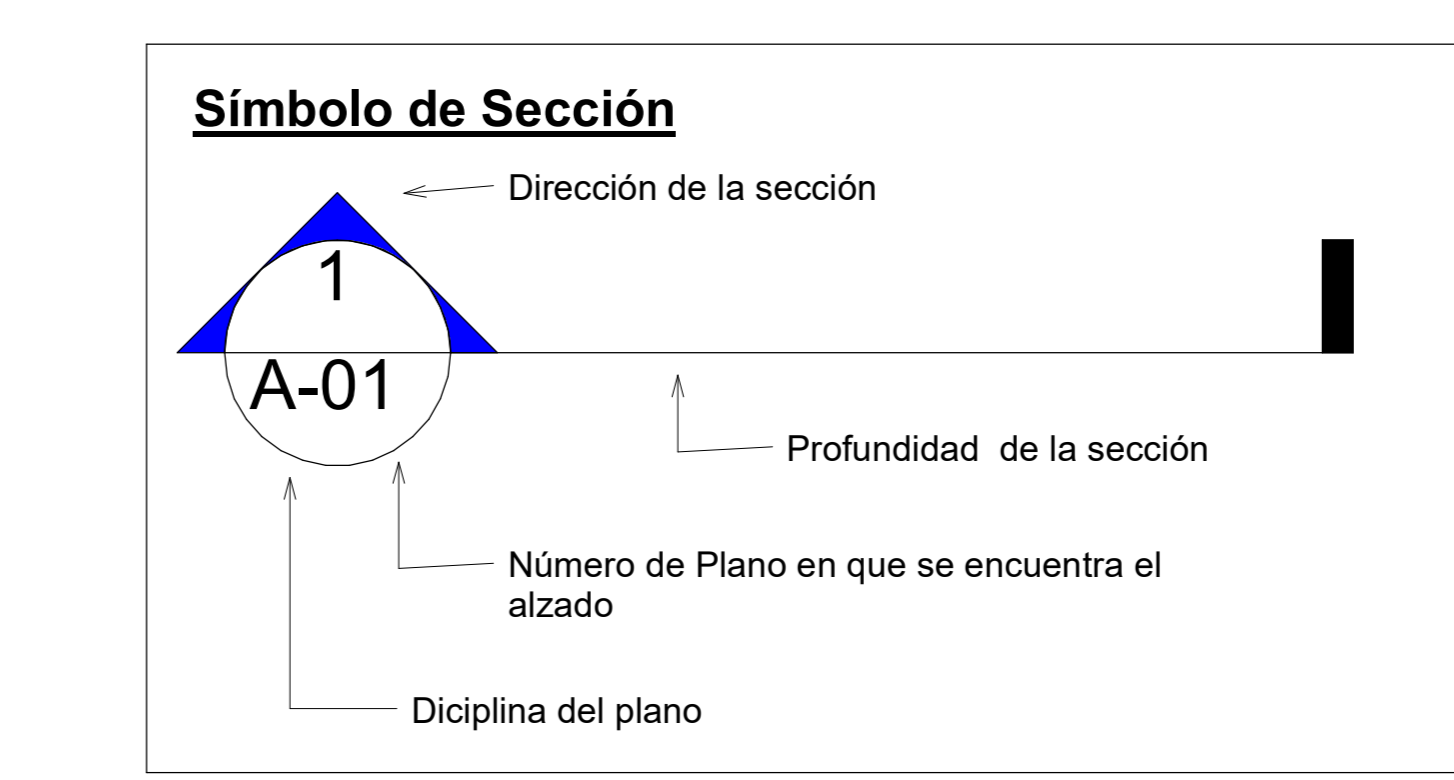 Símbolo de Sección
Dirección de la sección
1
A-01
Profundidad  de la sección
Número de Plano en que se encuentra el
alzado
Diciplina del plano